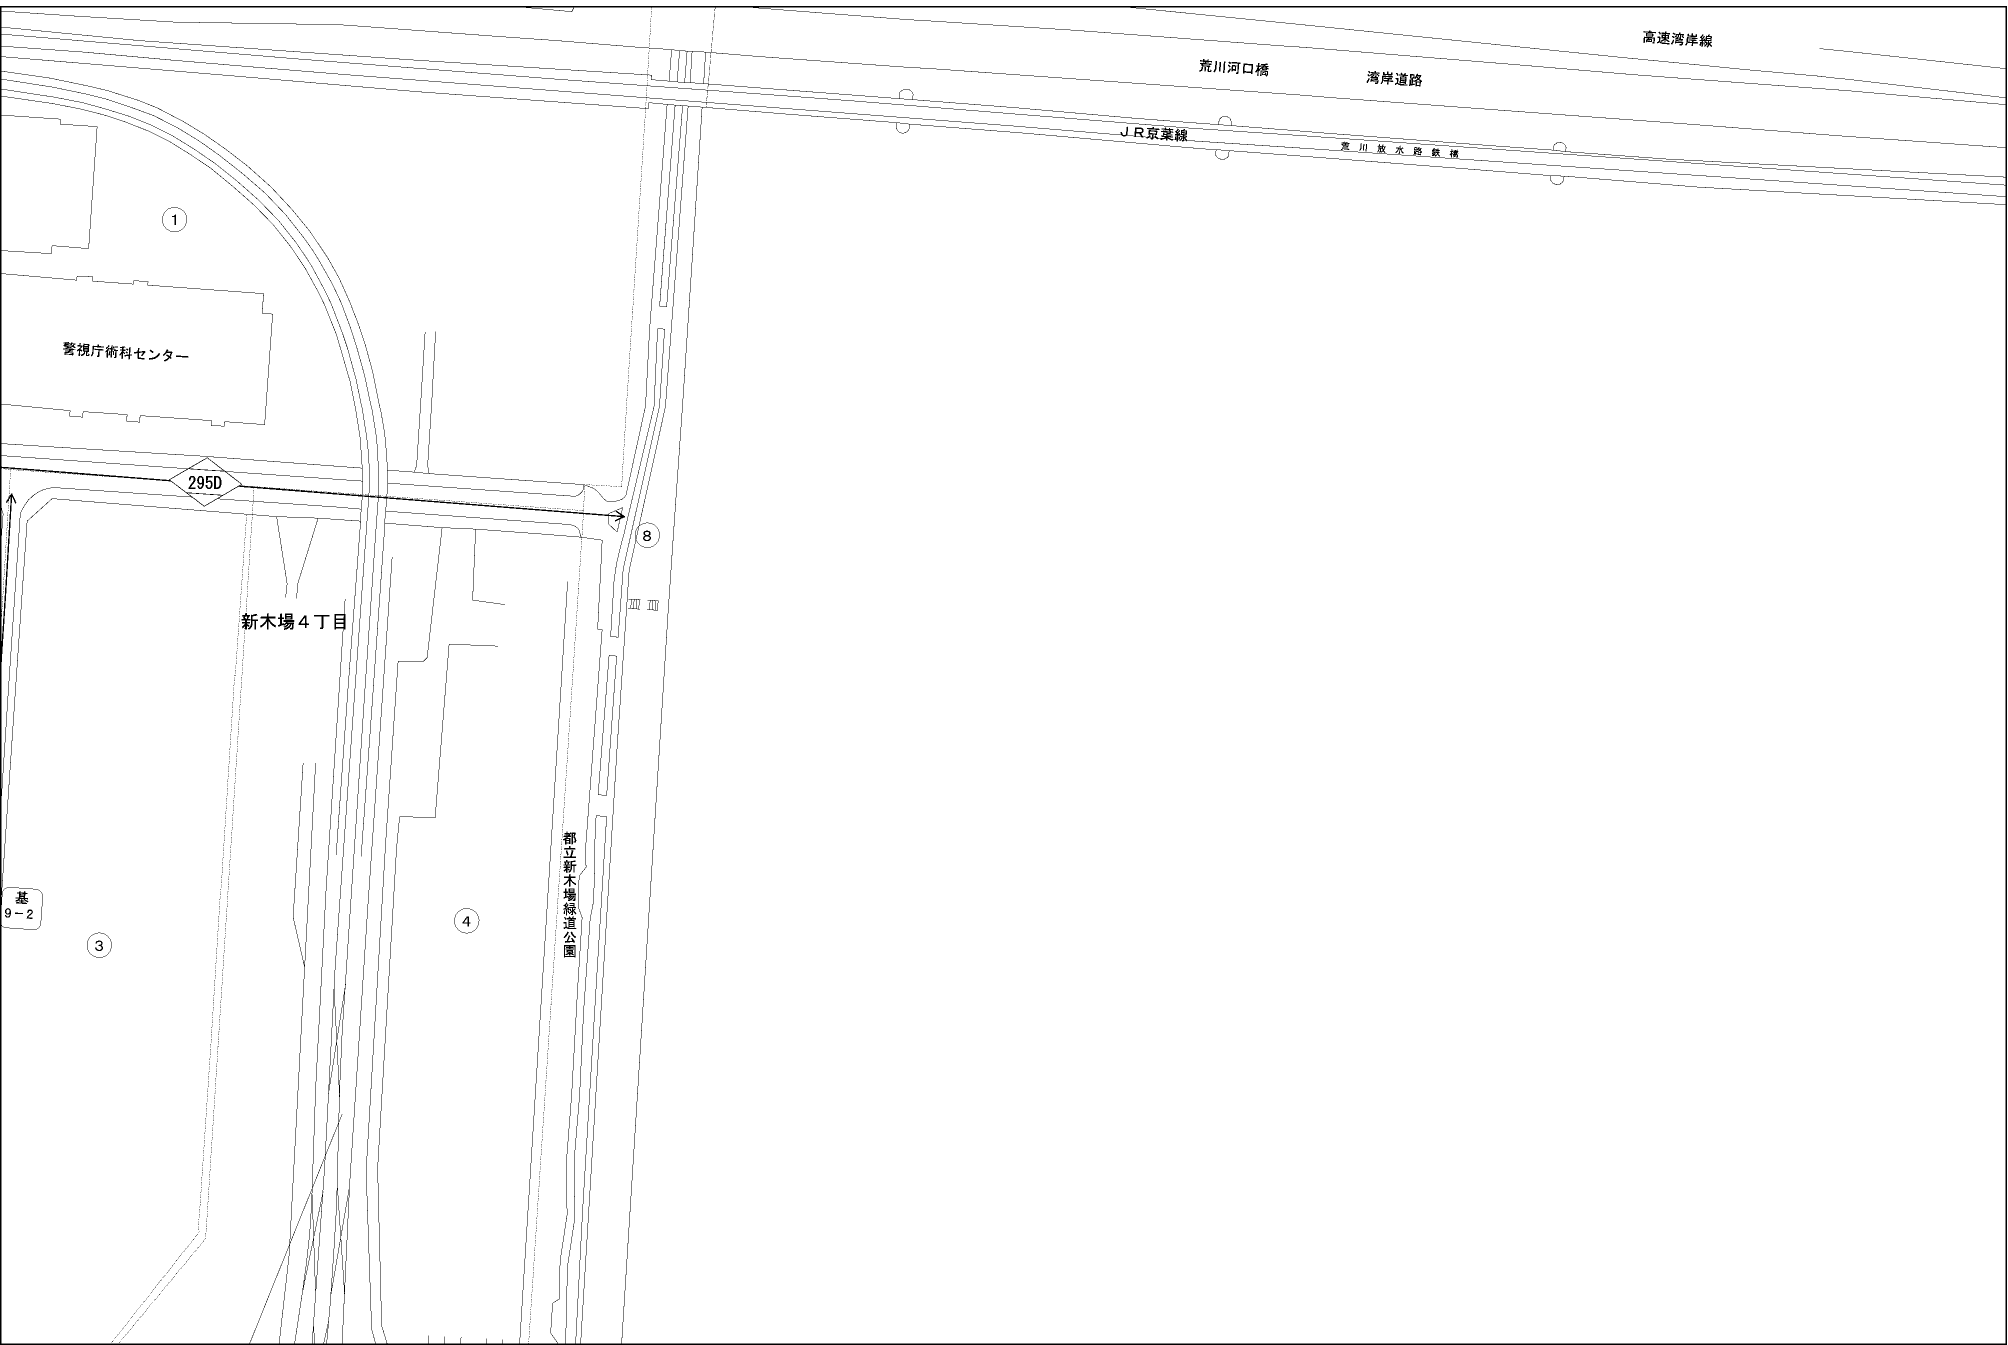 高速湾岸線
荒川河口橋
湾岸道路
ＪＲ京葉線
荒川放水路鉄橋
1
警視庁術科センター
295D
8
新木場４丁目
都立新木場緑道公園
基
9－2
4
3